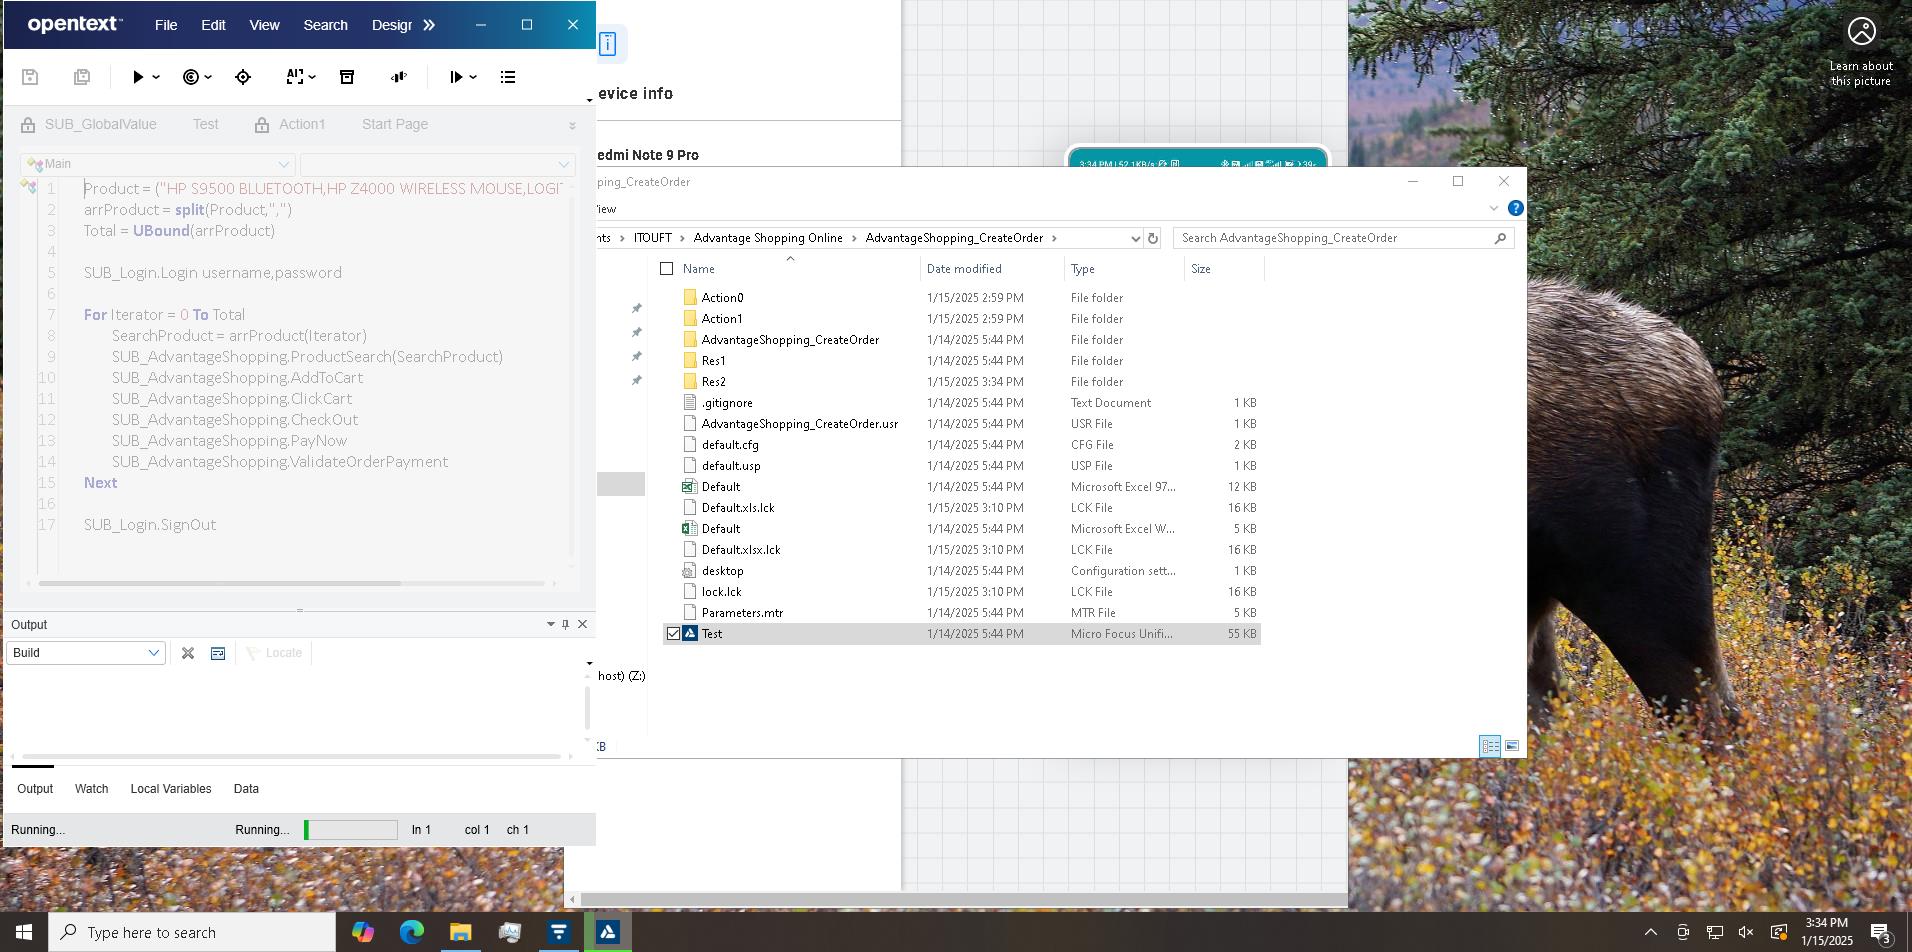 opentext™ File Edit View Search Desigr
SUB_GlobalValue Test Action1 Start Page
Main
1 Product = ("HP S9500 BLUETOOTH,HP Z4000 WIRELESS MOUSE,LOGIT
2 arrProduct = split(Product,",")
3 Total = UBound(arrProduct)
4
5 SUB_Login.Login username,password
6
7 For Iterator = 0 To Total
8 SearchProduct = arrProduct(Iterator)
9 SUB_AdvantageShopping.ProductSearch(SearchProduct)
10 SUB_AdvantageShopping.AddToCart
11 SUB_AdvantageShopping.ClickCart
12 SUB_AdvantageShopping.CheckOut
13 SUB_AdvantageShopping.PayNow
14 SUB_AdvantageShopping.ValidateOrderPayment
15 Next
16
17 SUB_Login.SignOut
Output
Build
Locate
Output Watch Local Variables Data
Running... Running... ln 1 col 1 ch 1
evice info
edmi Note 9 Pro
3:34 PM | 52.1KB/s
ping_CreateOrder
View
nts › ITOUFT › Advantage Shopping Online › AdvantageShopping_CreateOrder ›
Search AdvantageShopping_CreateOrder
Name Date modified Type Size
Action0 1/15/2025 2:59 PM File folder
Action1 1/15/2025 2:59 PM File folder
AdvantageShopping_CreateOrder 1/14/2025 5:44 PM File folder
Res1 1/14/2025 5:44 PM File folder
Res2 1/15/2025 3:34 PM File folder
.gitignore 1/14/2025 5:44 PM Text Document 1 KB
AdvantageShopping_CreateOrder.usr 1/14/2025 5:44 PM USR File 1 KB
default.cfg 1/14/2025 5:44 PM CFG File 2 KB
default.usp 1/14/2025 5:44 PM USP File 1 KB
Default 1/14/2025 5:44 PM Microsoft Excel 97... 12 KB
Default.xls.lck 1/15/2025 3:10 PM LCK File 16 KB
Default 1/14/2025 5:44 PM Microsoft Excel W... 5 KB
Default.xlsx.lck 1/15/2025 3:10 PM LCK File 16 KB
desktop 1/14/2025 5:44 PM Configuration sett... 1 KB
lock.lck 1/15/2025 3:10 PM LCK File 16 KB
Parameters.mtr 1/14/2025 5:44 PM MTR File 5 KB
Test 1/14/2025 5:44 PM Micro Focus Unifi... 55 KB
host) (Z:)
KB
Learn about
this picture
Type here to search
3:34 PM
1/15/2025
3